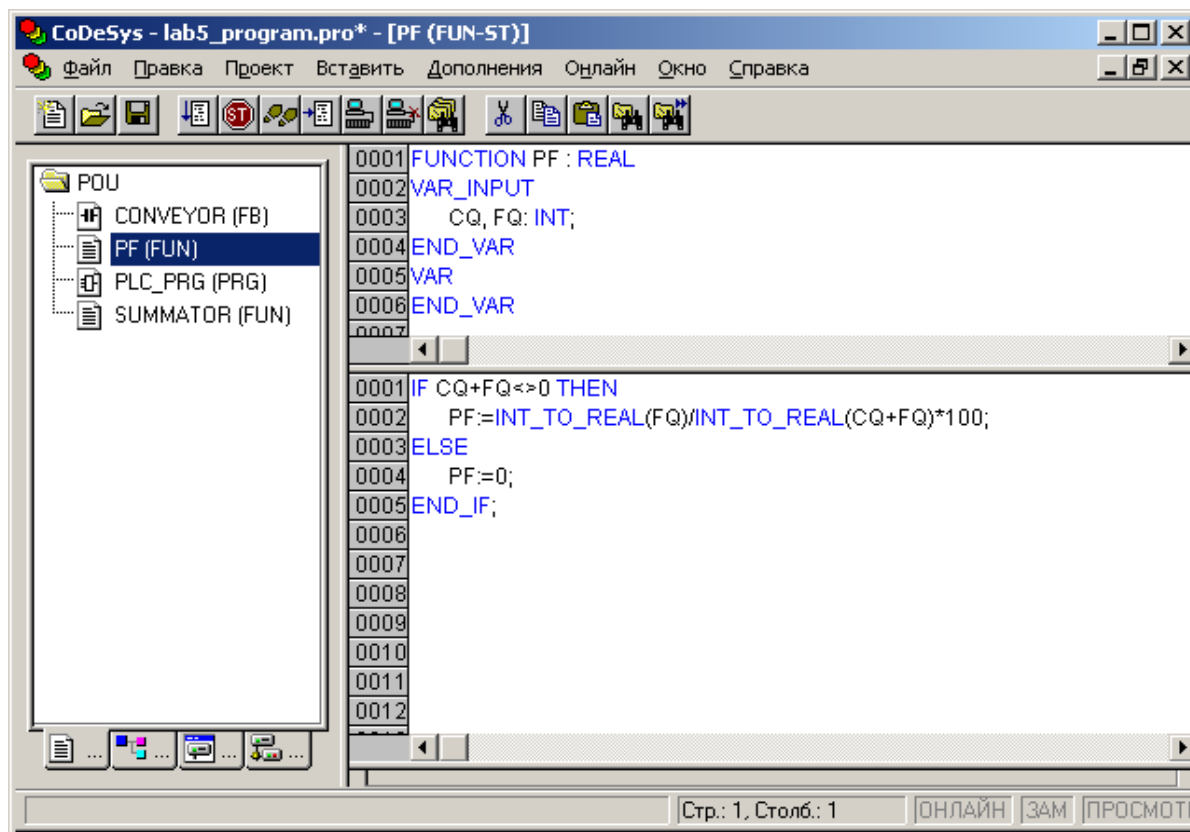 CoDeSys - lab5_program.pro* - [PF (FUN-ST)]
Файл Правка Проект Вставить Дополнения Онлайн Окно Справка
POU
CONVEYOR (FB)
PF (FUN)
PLC_PRG (PRG)
SUMMATOR (FUN)
0001 FUNCTION PF : REAL
0002 VAR_INPUT
0003 CQ, FQ: INT;
0004 END_VAR
0005 VAR
0006 END_VAR
0007
0001 IF CQ+FQ<>0 THEN
0002 PF:=INT_TO_REAL(FQ)/INT_TO_REAL(CQ+FQ)*100;
0003 ELSE
0004 PF:=0;
0005 END_IF;
0006
0007
0008
0009
0010
0011
0012
... ... ... ...
Стр.: 1, Столб.: 1 ОНЛАЙН ЗАМ ПРОСМОТ